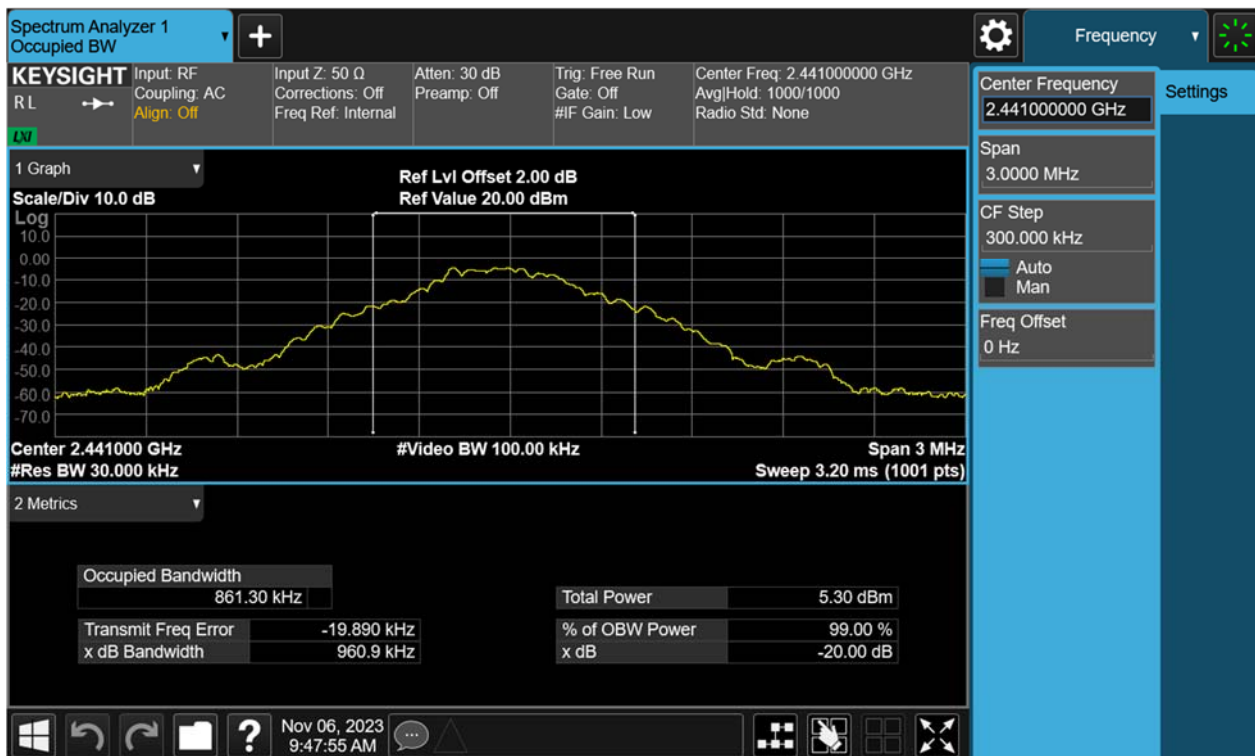 Spectrum Analyzer 1
Occupied BW
Frequency
KEYSIGHT
R L
LXI
Input: RF
Coupling: AC
Align: Off
Input Z: 50 Ω
Corrections: Off
Freq Ref: Internal
Atten: 30 dB
Preamp: Off
Trig: Free Run
Gate: Off
#IF Gain: Low
Center Freq: 2.441000000 GHz
Avg|Hold: 1000/1000
Radio Std: None
Center Frequency
2.441000000 GHz
Settings
Span
3.0000 MHz
CF Step
300.000 kHz
Auto
Man
Freq Offset
0 Hz
1 Graph
Scale/Div 10.0 dB
Ref Lvl Offset 2.00 dB
Ref Value 20.00 dBm
Log
10.0
0.00
-10.0
-20.0
-30.0
-40.0
-50.0
-60.0
-70.0
Center 2.441000 GHz
#Video BW 100.00 kHz
Span 3 MHz
#Res BW 30.000 kHz
Sweep 3.20 ms (1001 pts)
2 Metrics
Occupied Bandwidth
861.30 kHz
Total Power 5.30 dBm
Transmit Freq Error -19.890 kHz
% of OBW Power 99.00 %
x dB Bandwidth 960.9 kHz
x dB -20.00 dB
Nov 06, 2023
9:47:55 AM